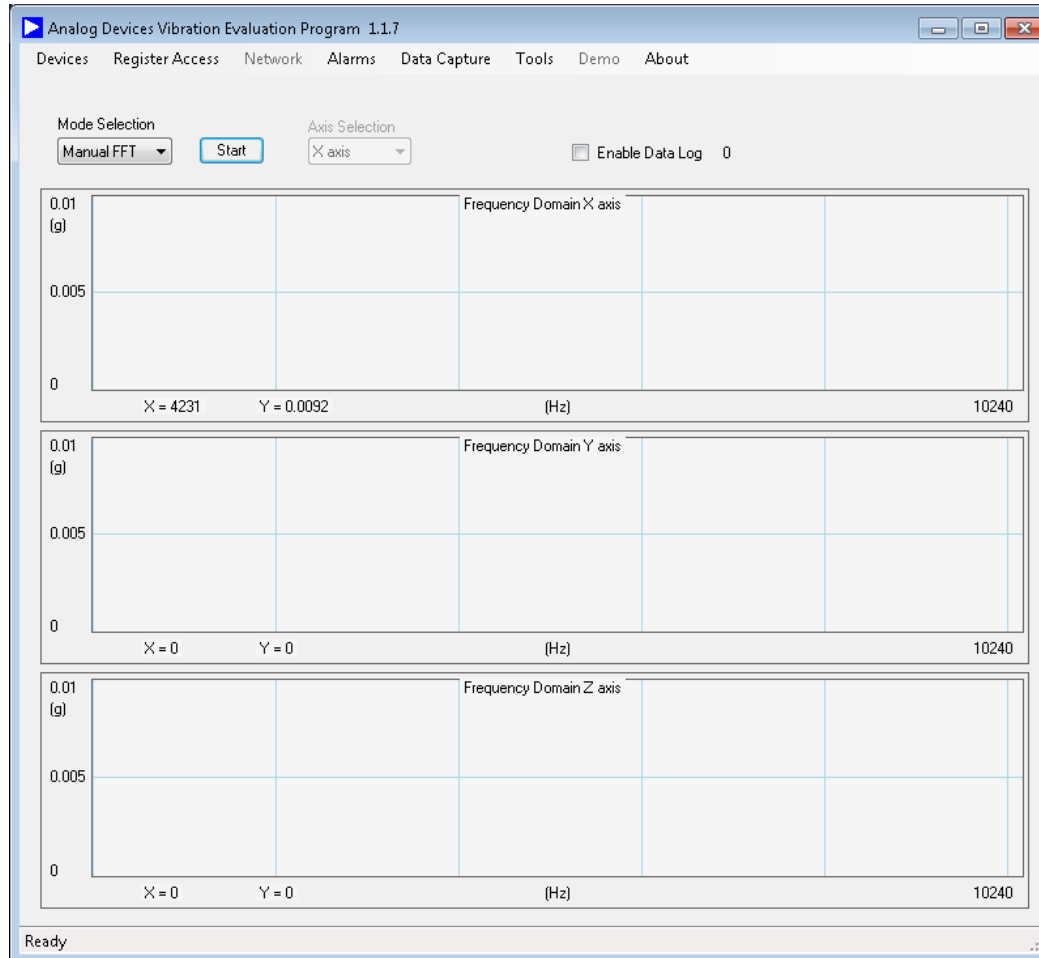 Analog Devices Vibration Evaluation Program 1.1.7
Devices Register Access Network Alarms Data Capture Tools Demo About
Mode Selection Axis Selection
Manual FFT Start X axis Enable Data Log 0
0.01 Frequency Domain X axis
(g)
0.005
0
X = 4231 Y = 0.0092 (Hz) 10240
0.01 Frequency Domain Y axis
(g)
0.005
0
X = 0 Y = 0 (Hz) 10240
0.01 Frequency Domain Z axis
(g)
0.005
0
X = 0 Y = 0 (Hz) 10240
Ready